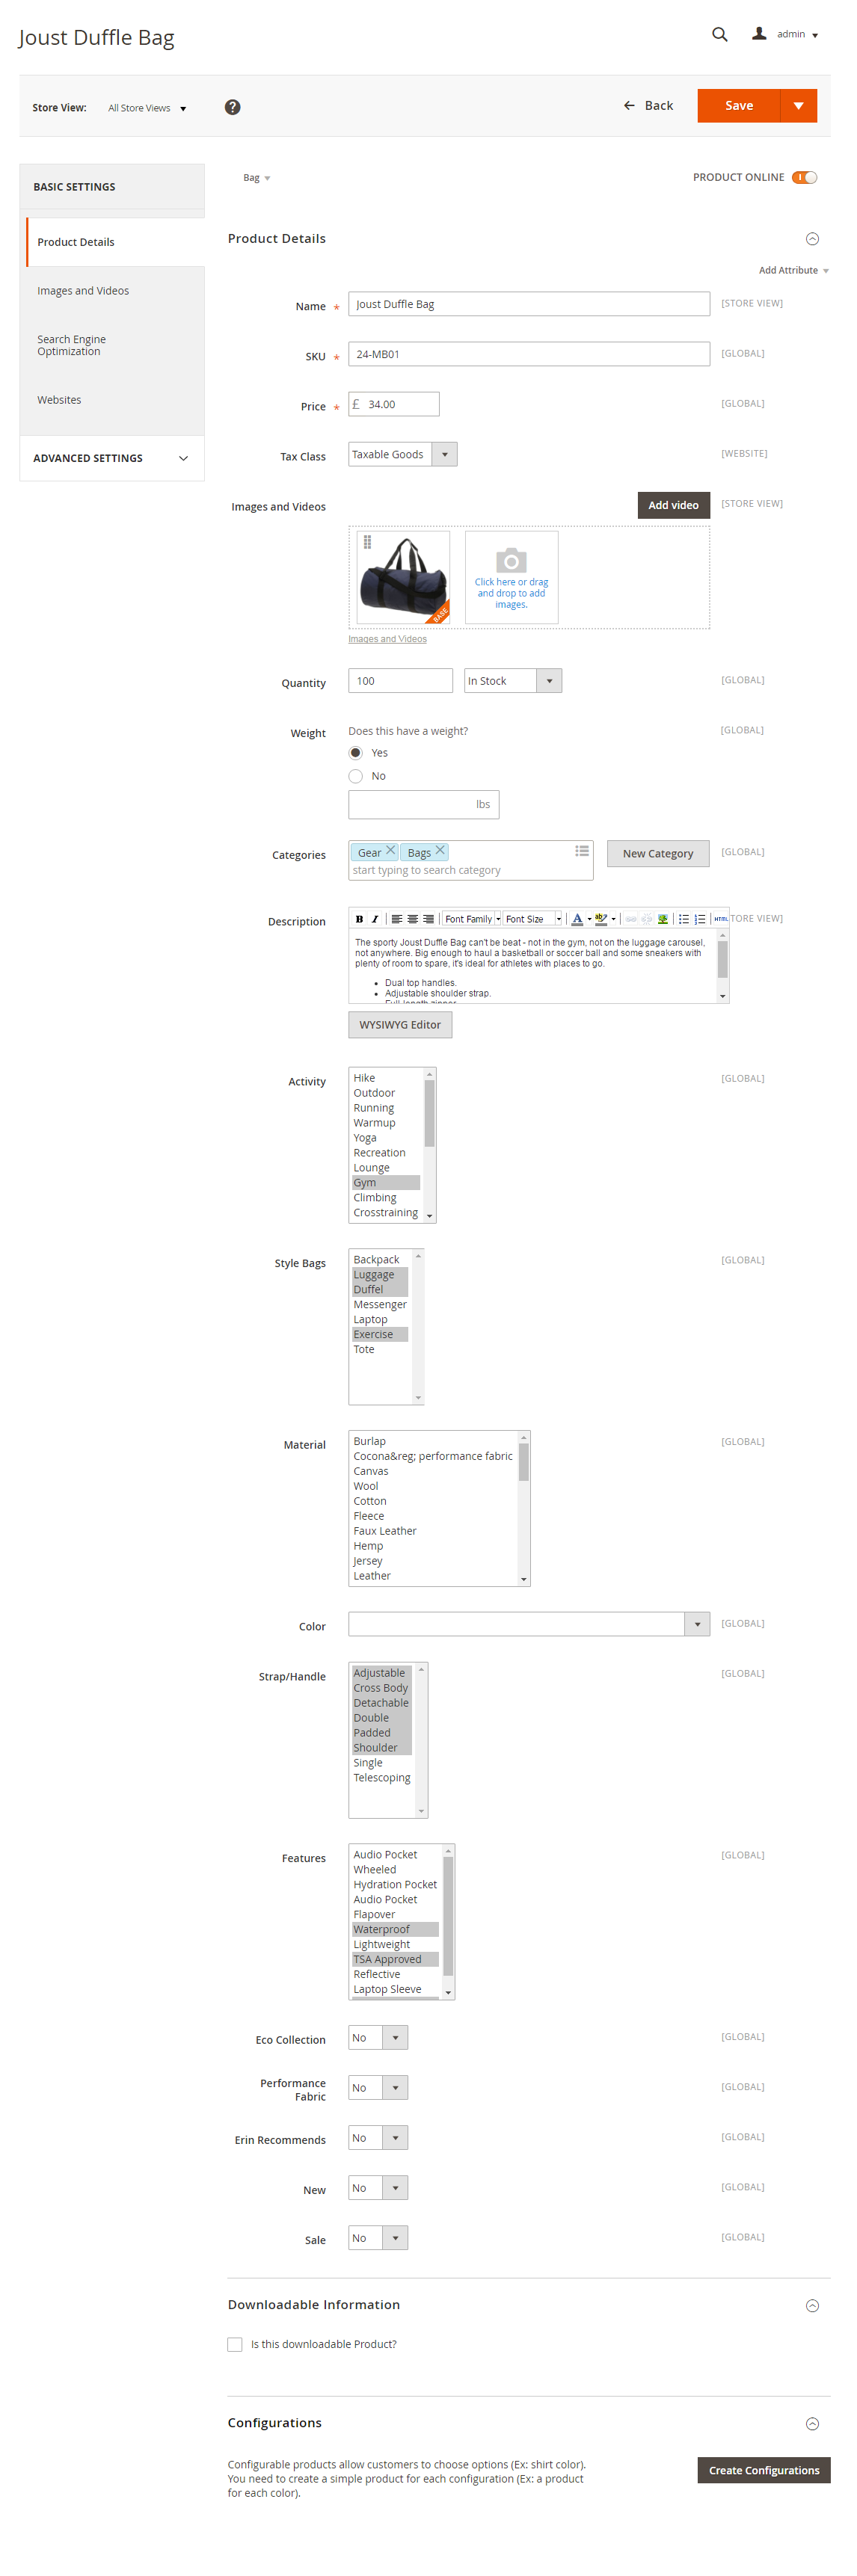 Joust Duffle Bag
admin
Store View: All Store Views
?
Back
Save
BASIC SETTINGS
Product Details
Images and Videos
Search Engine
Optimization
Websites
ADVANCED SETTINGS
Bag
PRODUCT ONLINE
Product Details
Add Attribute
Name * Joust Duffle Bag [STORE VIEW]
SKU * 24-MB01 [GLOBAL]
Price * £ 34.00 [GLOBAL]
Tax Class Taxable Goods [WEBSITE]
Images and Videos Add video [STORE VIEW]
BASE
Click here or drag
and drop to add
images.
Images and Videos
Quantity 100 In Stock [GLOBAL]
Weight Does this have a weight? [GLOBAL]
Yes
No
lbs
Categories Gear Bags New Category [GLOBAL]
start typing to search category
Description B I Font Family Font Size A ab HTML TORE VIEW]
The sporty Joust Duffle Bag can't be beat - not in the gym, not on the luggage carousel,
not anywhere. Big enough to haul a basketball or soccer ball and some sneakers with
plenty of room to spare, it's ideal for athletes with places to go.
• Dual top handles.
• Adjustable shoulder strap.
• Full-length zipper.
WYSIWYG Editor
Activity [GLOBAL]
Hike
Outdoor
Running
Warmup
Yoga
Recreation
Lounge
Gym
Climbing
Crosstraining
Style Bags [GLOBAL]
Backpack
Luggage
Duffel
Messenger
Laptop
Exercise
Tote
Material [GLOBAL]
Burlap
Cocona&reg; performance fabric
Canvas
Wool
Cotton
Fleece
Faux Leather
Hemp
Jersey
Leather
Color [GLOBAL]
Strap/Handle [GLOBAL]
Adjustable
Cross Body
Detachable
Double
Padded
Shoulder
Single
Telescoping
Features [GLOBAL]
Audio Pocket
Wheeled
Hydration Pocket
Audio Pocket
Flapover
Waterproof
Lightweight
TSA Approved
Reflective
Laptop Sleeve
Eco Collection No [GLOBAL]
Performance
Fabric No [GLOBAL]
Erin Recommends No [GLOBAL]
New No [GLOBAL]
Sale No [GLOBAL]
Downloadable Information
Is this downloadable Product?
Configurations
Configurable products allow customers to choose options (Ex: shirt color).
You need to create a simple product for each configuration (Ex: a product
for each color).
Create Configurations